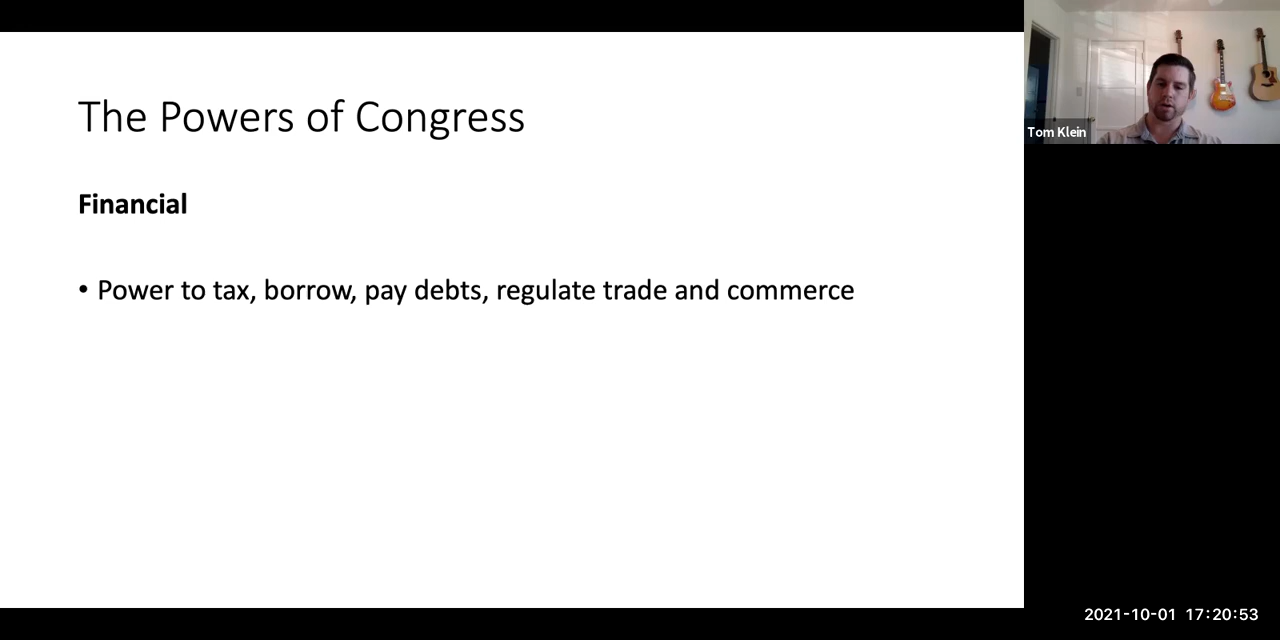 The Powers of Congress
Financial
• Power to tax, borrow, pay debts, regulate trade and commerce
Tom Klein
2021-10-01 17:20:53